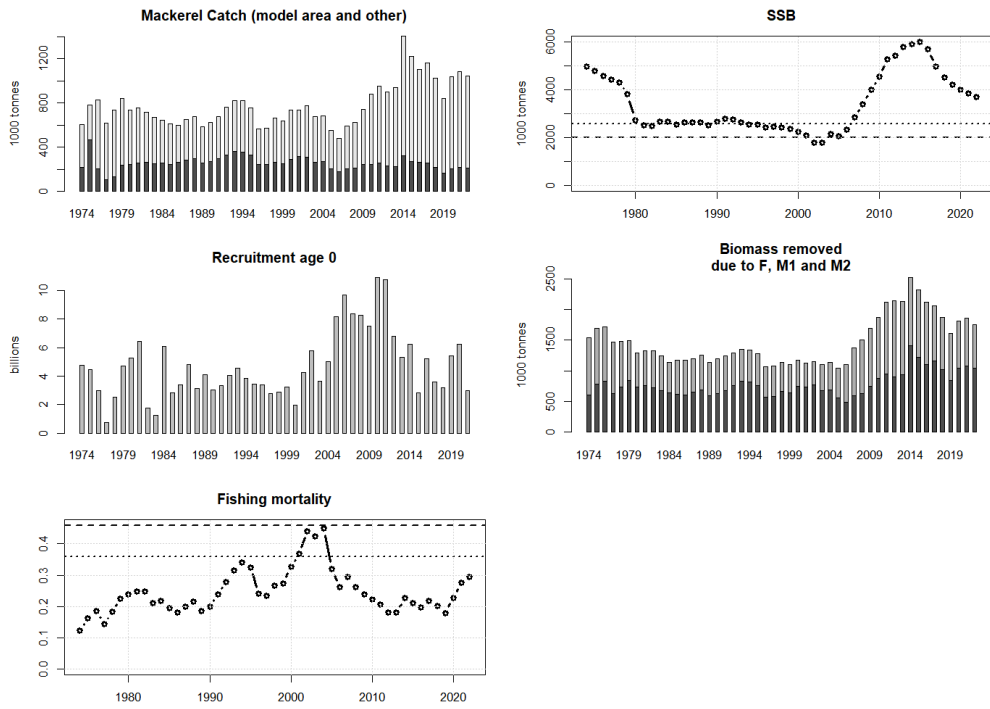 Mackerel Catch (model area and other)
1000 tonnes
0 400 800 1200
1974 1979 1984 1989 1994 1999 2004 2009 2014 2019
SSB
1000 tonnes
0 2000 4000 6000
1980 1990 2000 2010 2020
Recruitment age 0
billions
0 2 4 6 8 10
1974 1979 1984 1989 1994 1999 2004 2009 2014 2019
Biomass removed
due to F, M1 and M2
1000 tonnes
0 500 1500 2500
1974 1979 1984 1989 1994 1999 2004 2009 2014 2019
Fishing mortality
0.0 0.1 0.2 0.3 0.4
1980 1990 2000 2010 2020